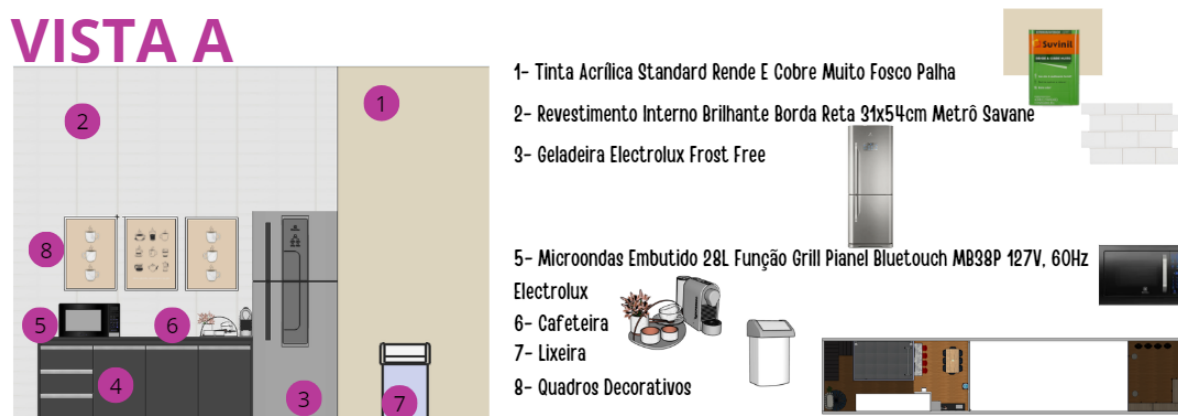 VISTA A
1
2
8
5
6
4
3
7
1- Tinta Acrílica Standard Rende E Cobre Muito Fosco Palha
Suvinil
2- Revestimento Interno Brilhante Borda Reta 31x54cm Metrô Savane
3- Geladeira Electrolux Frost Free
5- Microondas Embutido 28L Função Grill Pianel Bluetouch MB38P 127V, 60Hz
Electrolux
6- Cafeteira
7- Lixeira
8- Quadros Decorativos